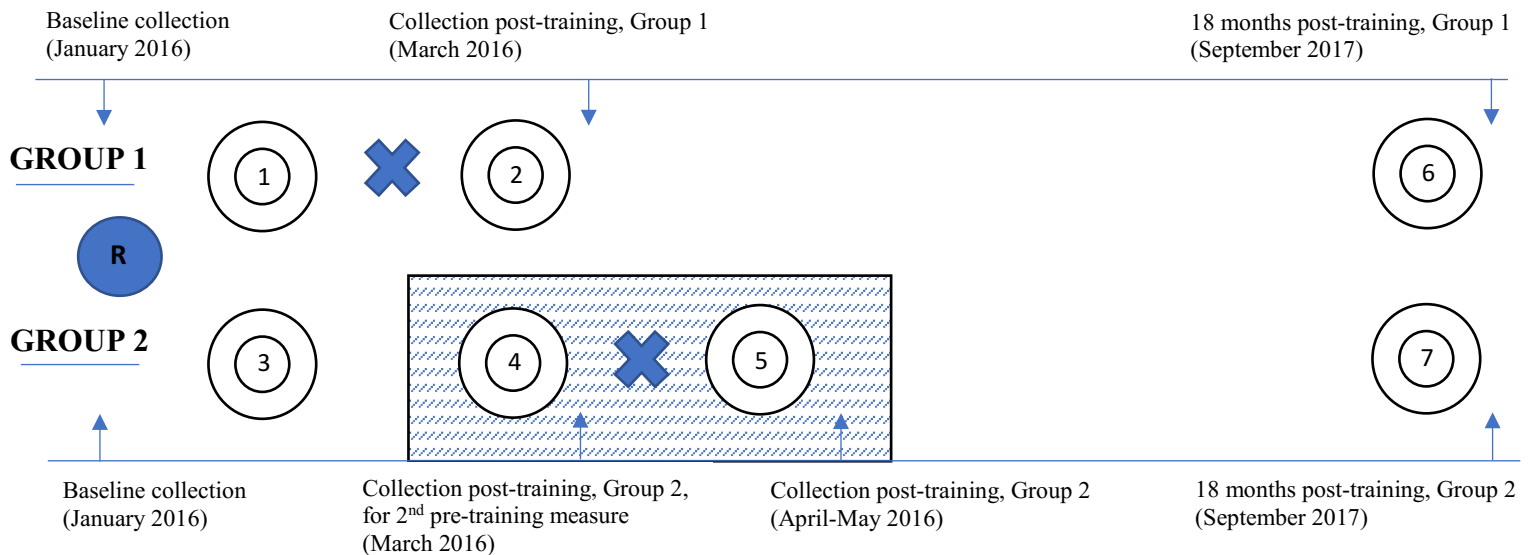 Baseline collection
(January 2016)
Collection post-training, Group 1
(March 2016)
18 months post-training, Group 1
(September 2017)
GROUP 1
1
2
6
R
GROUP 2
3
4
5
7
Baseline collection
(January 2016)
Collection post-training, Group 2,
for 2nd pre-training measure
(March 2016)
Collection post-training, Group 2
(April-May 2016)
18 months post-training, Group 2
(September 2017)